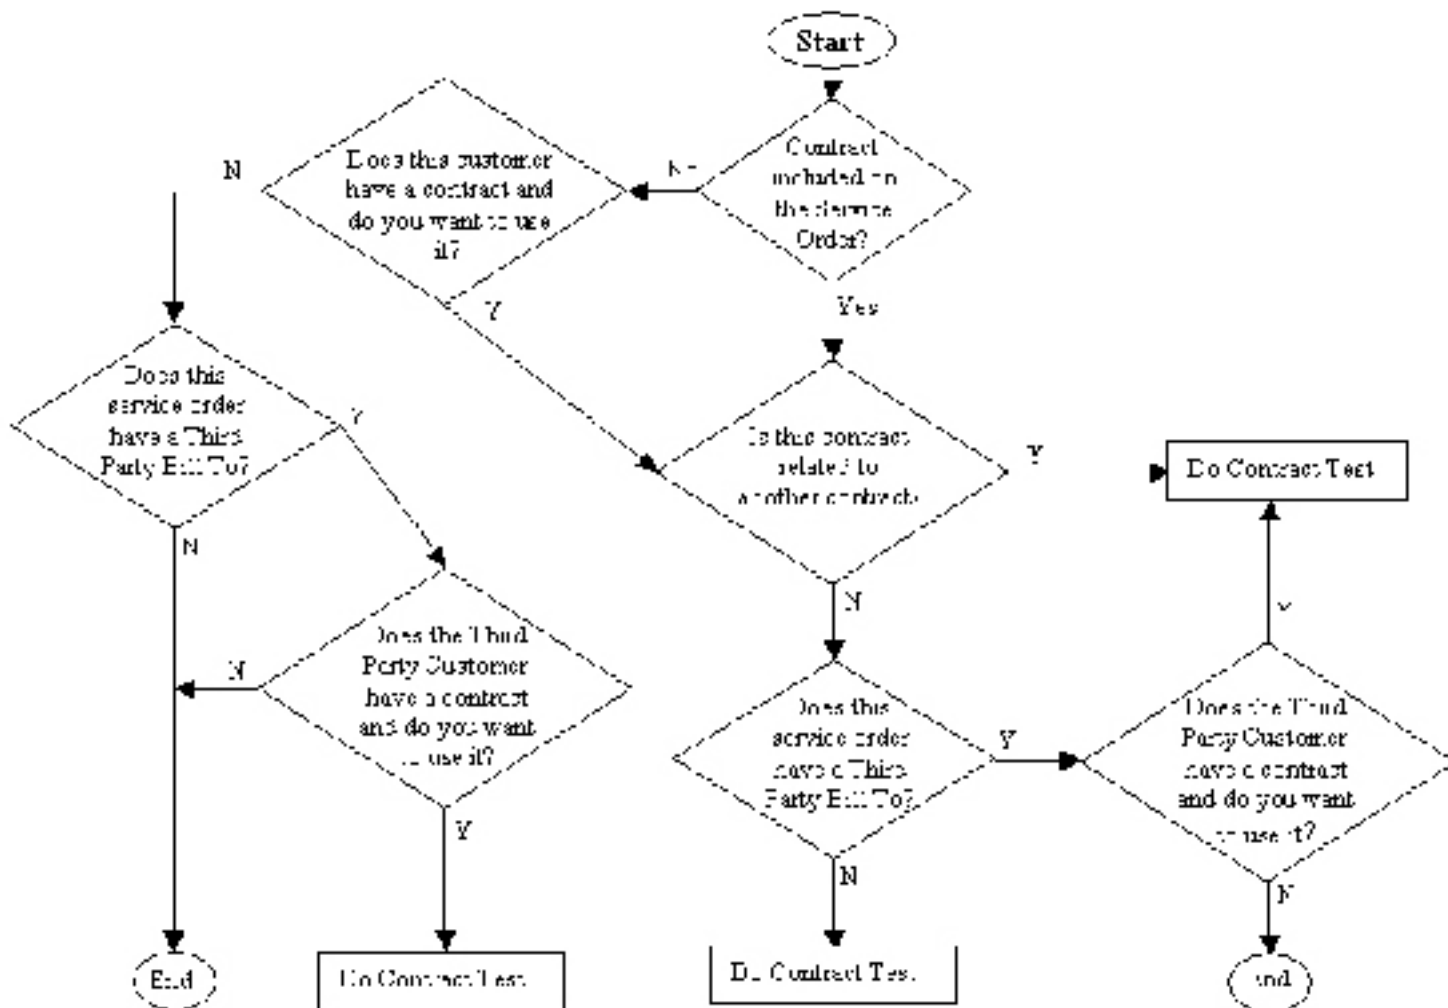 Start
Contract
included on
the Service
Order?
Does this customer
have a contract and
do you want to use
it?
N
Y
Yes
Does this
service order
have a Third
Party Bill To?
Y
N
Is this contract
related to
another contract
Y
Do Contract Test
N
Does the Third
Party Customer
have a contract
and do you want
to use it?
N
Y
Does this
service order
have a Third
Party Bill To?
Y
N
Does the Third
Party Customer
have a contract
and do you want
to use it?
Y
N
End
Do Contract Test
Do Contract Test
End